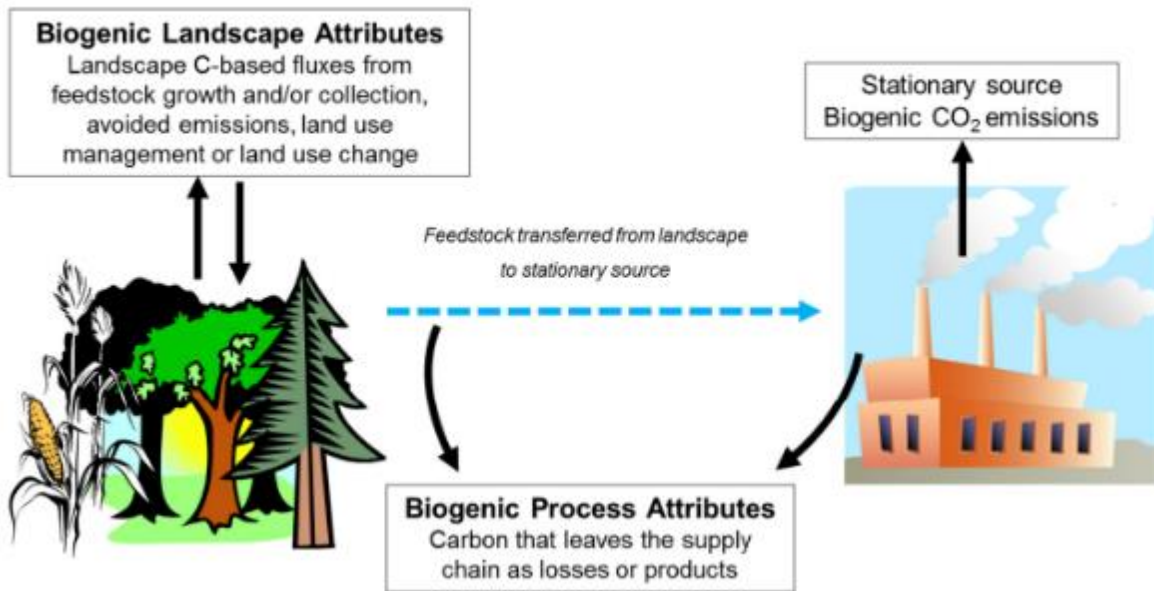 Biogenic Landscape Attributes
Landscape C-based fluxes from
feedstock growth and/or collection,
avoided emissions, land use
management or land use change
Stationary source
Biogenic CO₂ emissions
Feedstock transferred from landscape
to stationary source
Biogenic Process Attributes
Carbon that leaves the supply
chain as losses or products